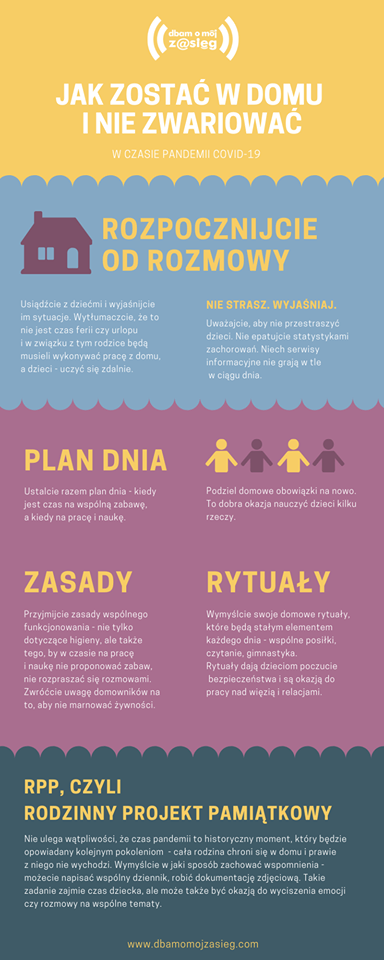 dbam o mój
z@sięg
JAK ZOSTAĆ W DOMU
I NIE ZWARIOWAĆ
W CZASIE PANDEMII COVID-19
ROZPOCZNIJCIE
OD ROZMOWY
Usiądźcie z dziećmi i wyjaśnijcie
im sytuacje. Wytłumaczcie, że to
nie jest czas ferii czy urlopu
i w związku z tym rodzice będą
musieli wykonywać pracę z domu,
a dzieci - uczyć się zdalnie.
NIE STRASZ. WYJAŚNIAJ.
Uważajcie, aby nie przestraszyć
dzieci. Nie epatujcie statystykami
zachorowań. Niech serwisy
informacyjne nie grają w tle
w ciągu dnia.
PLAN DNIA
Ustalcie razem plan dnia - kiedy
jest czas na wspólną zabawę,
a kiedy na pracę i naukę.
Podziel domowe obowiązki na nowo.
To dobra okazja nauczyć dzieci kilku
rzeczy.
ZASADY
Przyjmijcie zasady wspólnego
funkcjonowania - nie tylko
dotyczące higieny, ale także
tego, by w czasie na pracę
i naukę nie proponować zabaw,
nie rozpraszać się rozmowami.
Zwróćcie uwagę domowników na
to, aby nie marnować żywności.
RYTUAŁY
Wymyślcie swoje domowe rytuały,
które będą stałym elementem
każdego dnia - wspólne posiłki,
czytanie, gimnastyka.
Rytuały dają dzieciom poczucie
bezpieczeństwa i są okazją do
pracy nad więzią i relacjami.
RPP, CZYLI
RODZINNY PROJEKT PAMIĄTKOWY
Nie ulega wątpliwości, że czas pandemii to historyczny moment, który będzie
opowiadany kolejnym pokoleniom - cała rodzina chroni się w domu i prawie
z niego nie wychodzi. Wymyślcie w jaki sposób zachować wspomnienia -
możecie napisać wspólny dziennik, robić dokumentację zdjęciową. Takie
zadanie zajmie czas dziecka, ale może także być okazją do wyciszenia emocji
czy rozmowy na wspólne tematy.
www.dbamomojzasieg.com